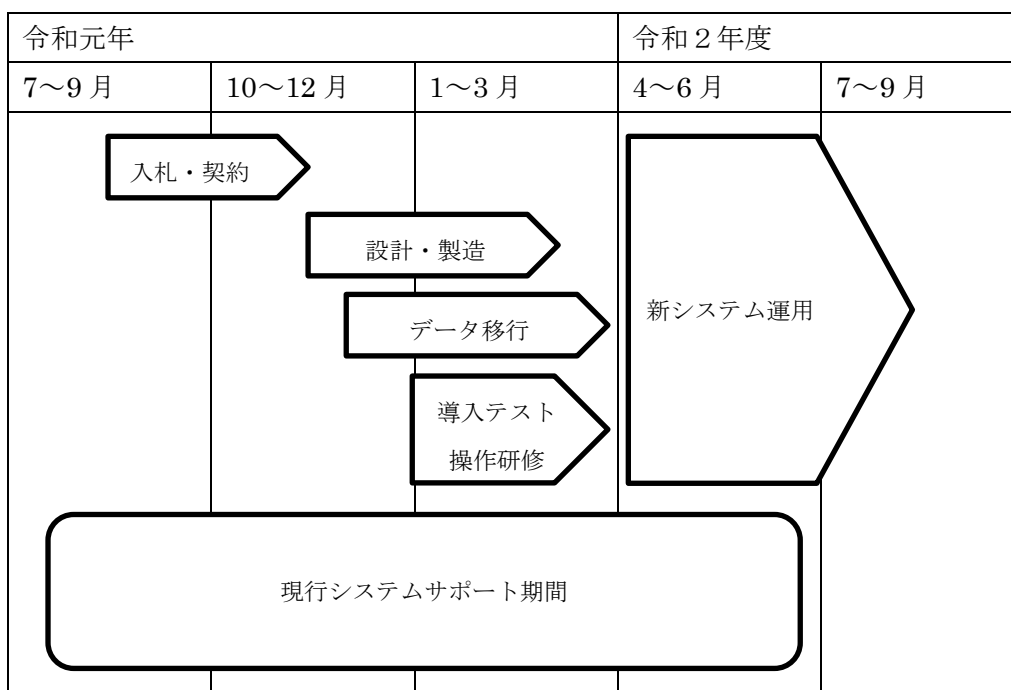 令和元年
令和２年度
7～9 月
10～12 月
1～3 月
4～6 月
7～9 月
入札・契約
設計・製造
データ移行
新システム運用
導入テスト
操作研修
現行システムサポート期間